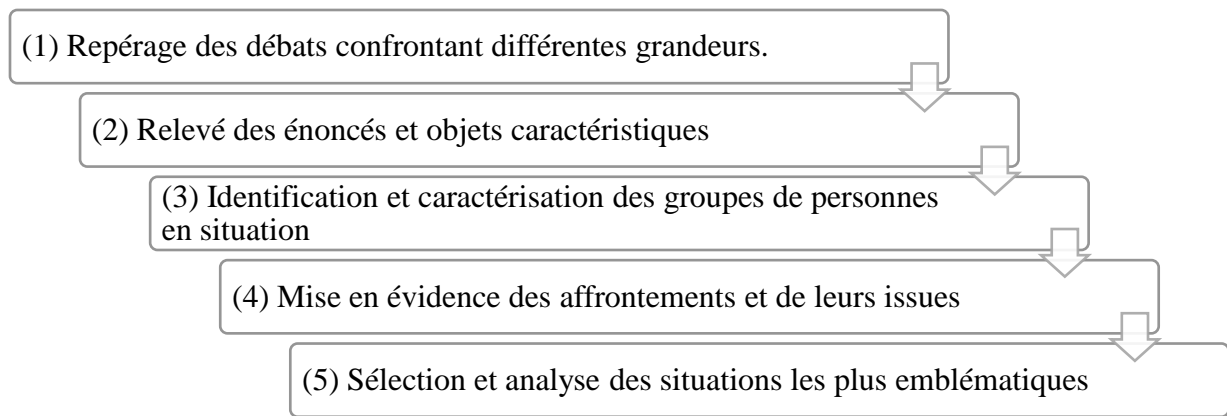 (1) Repérage des débats confrontant différentes grandeurs.
(2) Relevé des énoncés et objets caractéristiques
(3) Identification et caractérisation des groupes de personnes
en situation
(4) Mise en évidence des affrontements et de leurs issues
(5) Sélection et analyse des situations les plus emblématiques